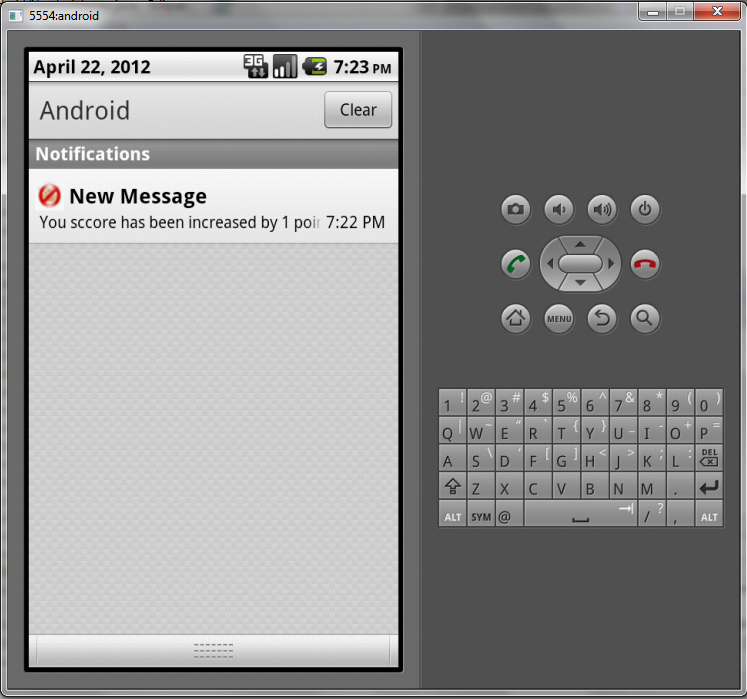 5554:android
April 22, 2012 3G 7:23 PM
Android Clear
Notifications
New Message
You sccore has been increased by 1 poir 7:22 PM
MENU
1 ! 2 @ 3 # 4 $ 5 % 6 ^ 7 & 8 * 9 ( 0 )
Q | W ~ E " R ` T { Y } U _ I - O + P =
A S \ D ' F [ G ] H < J > K ; L : DEL
Z X C V B N M .
ALT SYM @ / ? , ALT